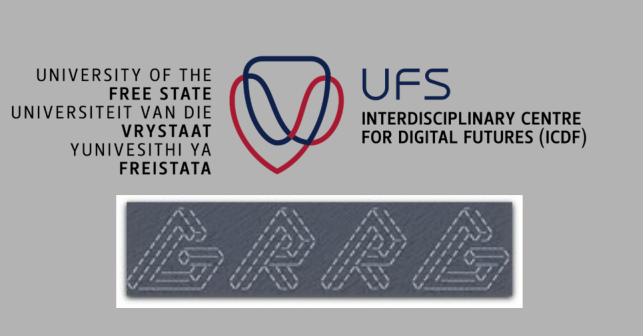 UNIVERSITY OF THE
FREE STATE
UNIVERSITEIT VAN DIE
VRYSTAAT
YUNIVESITHI YA
FREISTATA
UFS
INTERDISCIPLINARY CENTRE
FOR DIGITAL FUTURES (ICDF)
GRRG